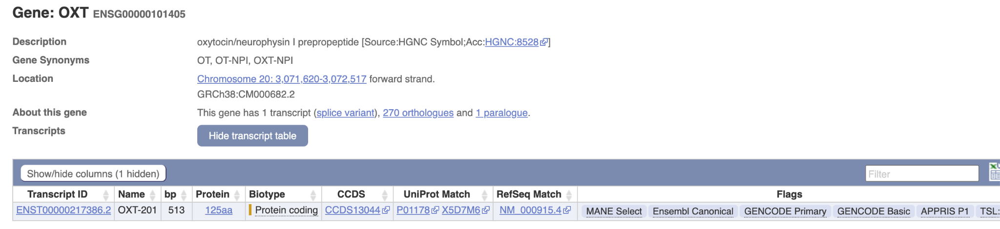 Gene: OXT ENSG00000101405
Description oxytocin/neurophysin I prepropeptide [Source:HGNC Symbol;Acc:HGNC:8528]
Gene Synonyms OT, OT-NPI, OXT-NPI
Location Chromosome 20: 3,071,620-3,072,517 forward strand.
GRCh38:CM000682.2
About this gene This gene has 1 transcript (splice variant), 270 orthologues and 1 paralogue.
Transcripts Hide transcript table
Show/hide columns (1 hidden) Filter
Transcript ID Name bp Protein Biotype CCDS UniProt Match RefSeq Match Flags
ENST00000217386.2 OXT-201 513 125aa Protein coding CCDS13044 P01178 X5D7M6 NM_000915.4 MANE Select Ensembl Canonical GENCODE Primary GENCODE Basic APPRIS P1 TSL: